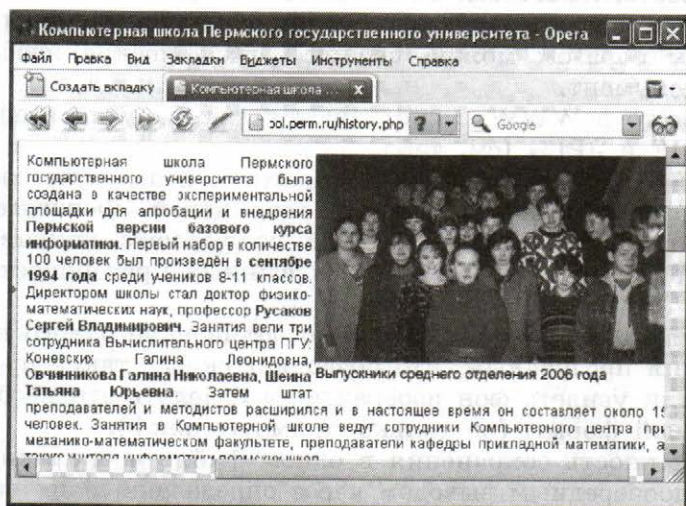 Компьютерная школа Пермского государственного университета - Opera
Файл Правка Вид Закладки Виджеты Инструменты Справка
Создать вкладку Компьютерная школа ... x
ool.perm.ru/history.php ? Google
Компьютерная школа Пермского
государственного университета была
создана в качестве экспериментальной
площадки для апробации и внедрения
Пермской версии базового курса
информатики. Первый набор в количестве
100 человек был произведён в сентябре
1994 года среди учеников 8-11 классов.
Директором школы стал доктор физико-
математических наук, профессор Русаков
Сергей Владимирович. Занятия вели три
сотрудника Вычислительного центра ПГУ:
Коневских Галина Леонидовна,
Овчинникова Галина Николаевна, Шеина
Татьяна Юрьевна. Затем штат
Выпускники среднего отделения 2006 года
преподавателей и методистов расширился и в настоящее время он составляет около 15
человек. Занятия в Компьютерной школе ведут сотрудники Компьютерного центра при
механико-математическом факультете, преподаватели кафедры прикладной математики, а
также учителя информатики пермских школ